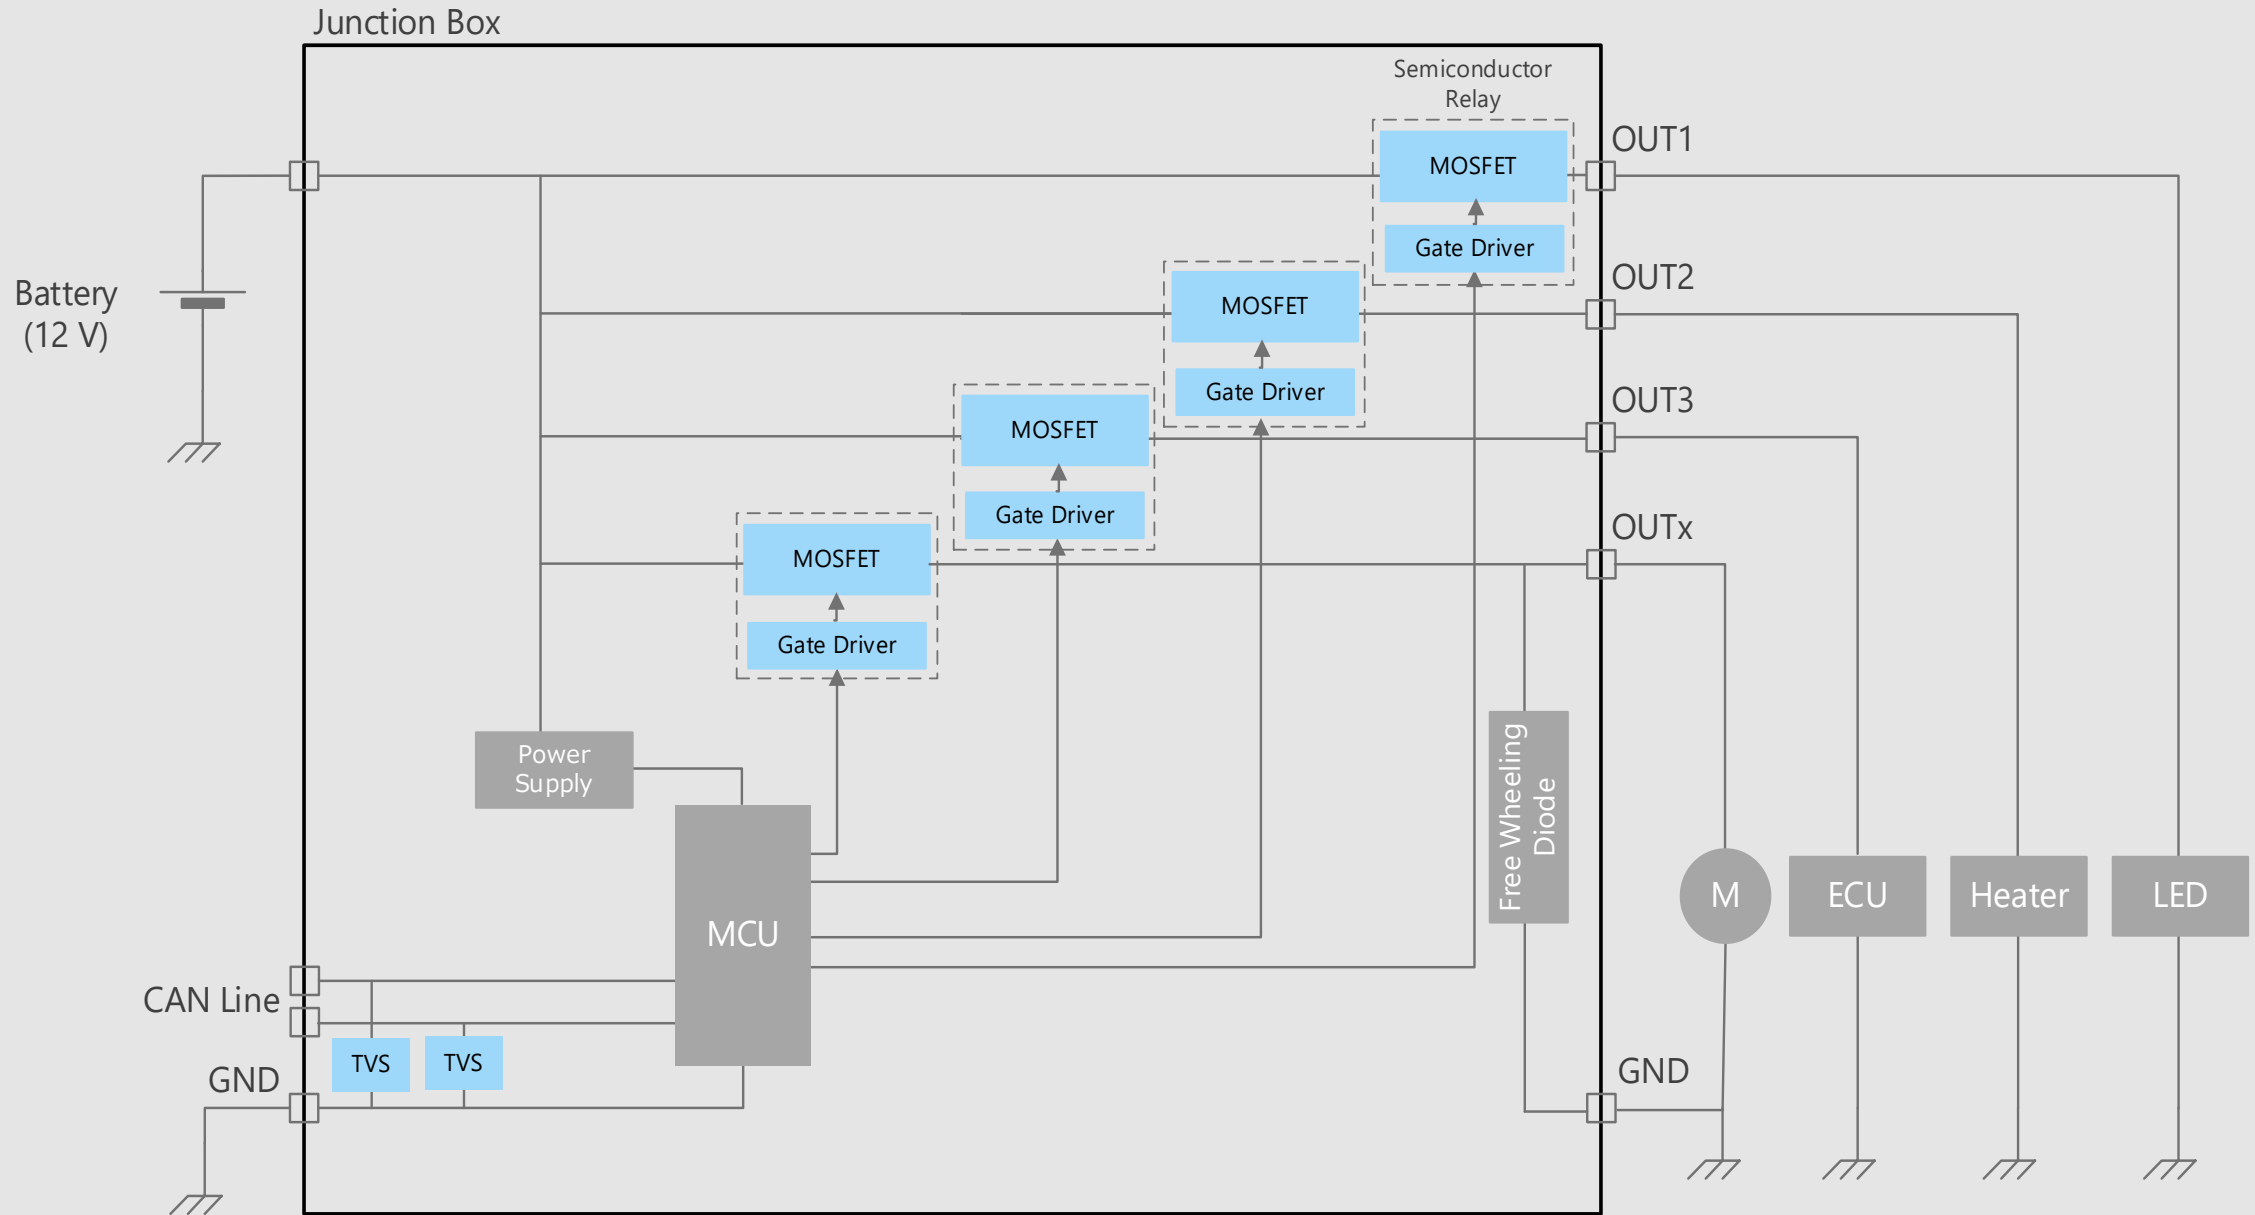 Junction Box
Semiconductor
Relay
OUT1
MOSFET
Gate Driver
OUT2
MOSFET
Battery
(12 V)
Gate Driver
OUT3
MOSFET
Gate Driver
OUTx
MOSFET
Gate Driver
Power
Supply
Free Wheeling
Diode
MCU
M
ECU
Heater
LED
CAN Line
TVS
TVS
GND
GND